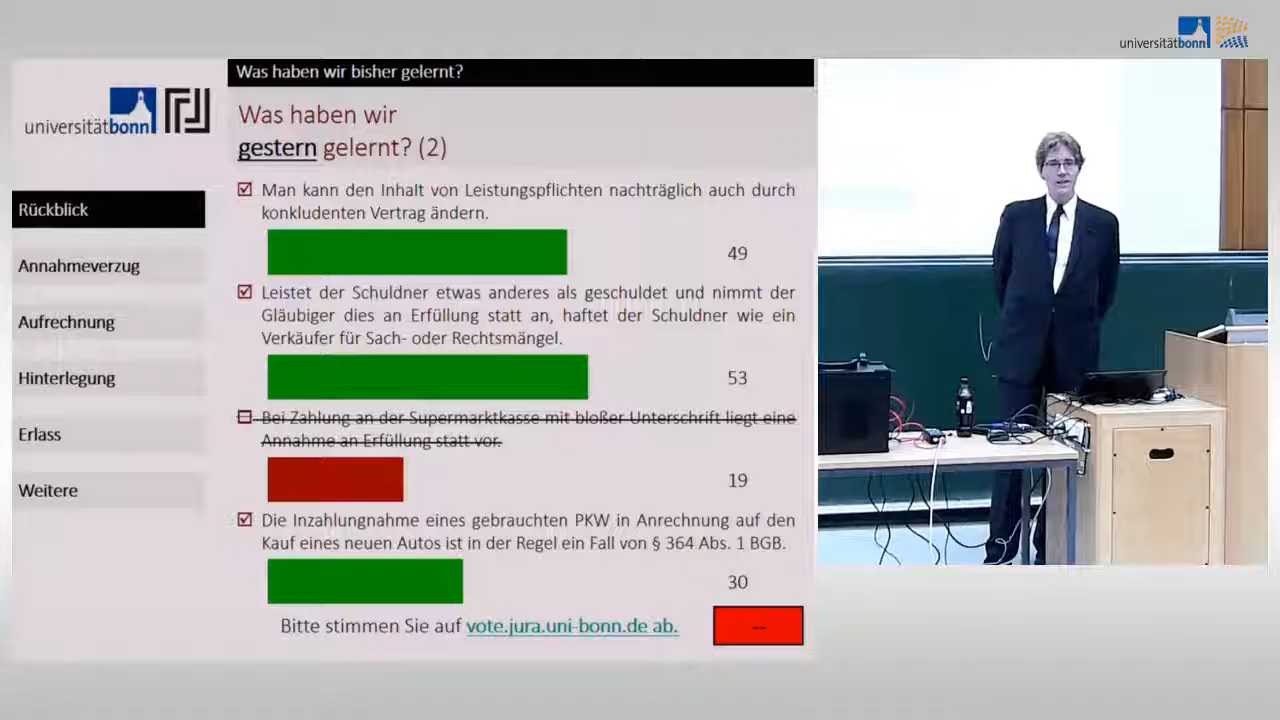 universitätbonn
Was haben wir bisher gelernt?
universitätbonn
Was haben wir
gestern gelernt? (2)
Rückblick
Annahmeverzug
Aufrechnung
Hinterlegung
Erlass
Weitere
Man kann den Inhalt von Leistungspflichten nachträglich auch durch
konkludenten Vertrag ändern.
49
Leistet der Schuldner etwas anderes als geschuldet und nimmt der
Gläubiger dies an Erfüllung statt an, haftet der Schuldner wie ein
Verkäufer für Sach- oder Rechtsmängel.
53
Bei Zahlung an der Supermarktkasse mit bloßer Unterschrift liegt eine
Annahme an Erfüllung statt vor.
19
Die Inzahlungnahme eines gebrauchten PKW in Anrechnung auf den
Kauf eines neuen Autos ist in der Regel ein Fall von § 364 Abs. 1 BGB.
30
Bitte stimmen Sie auf vote.jura.uni-bonn.de ab.
--